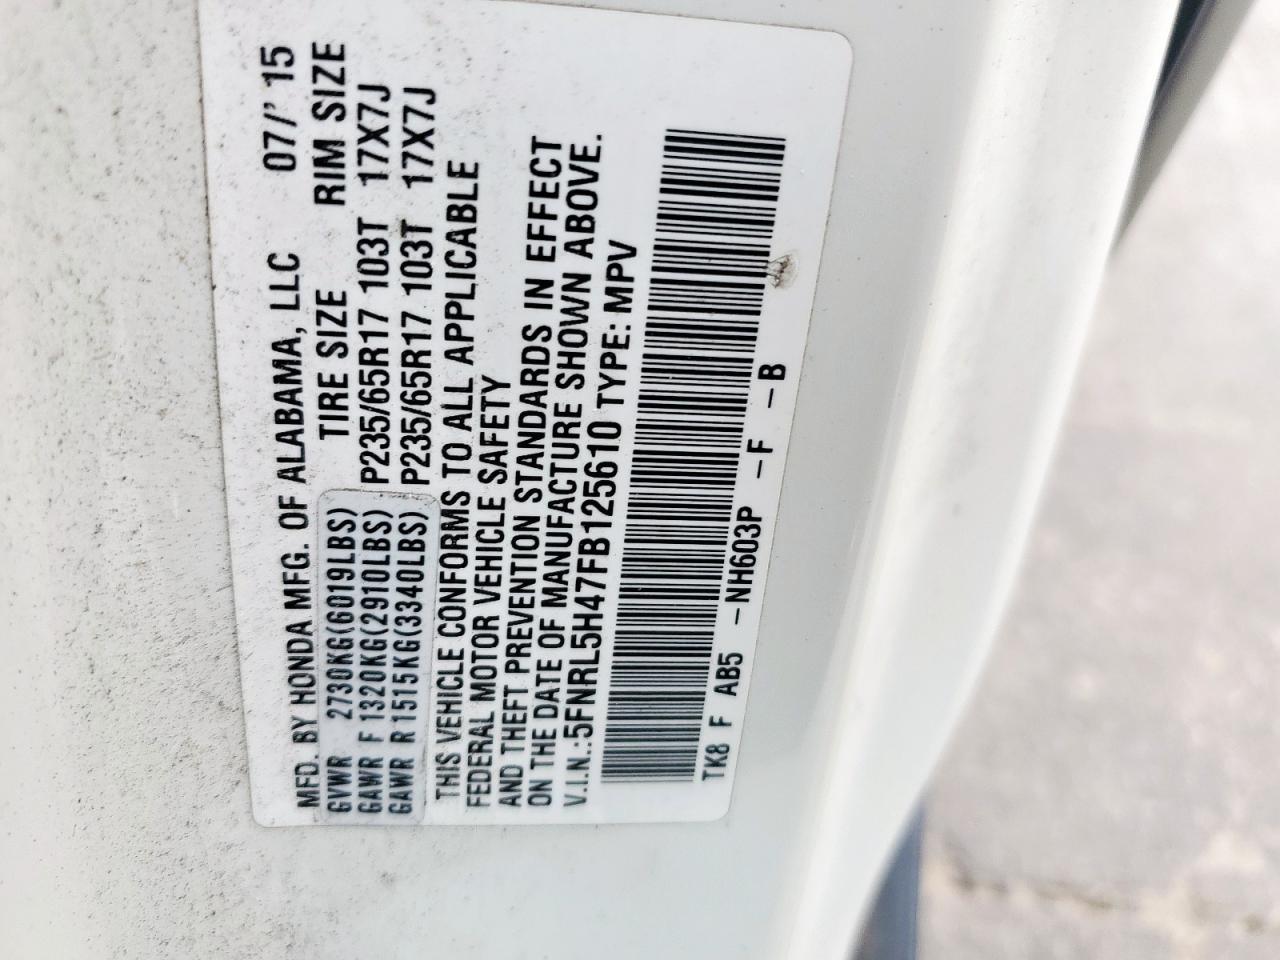 MFD. BY HONDA MFG. OF ALABAMA, LLC 07/'15
TIRE SIZE RIM SIZE
GVWR 2730KG(6019LBS)
GAWR F 1320KG(2910LBS) P235/65R17 103T 17X7J
GAWR R 1515KG(3340LBS) P235/65R17 103T 17X7J
THIS VEHICLE CONFORMS TO ALL APPLICABLE
FEDERAL MOTOR VEHICLE SAFETY
AND THEFT PREVENTION STANDARDS IN EFFECT
ON THE DATE OF MANUFACTURE SHOWN ABOVE.
V.I.N.:5FNRL5H47FB125610 TYPE: MPV
TK8 F AB5 -NH603P -F -B